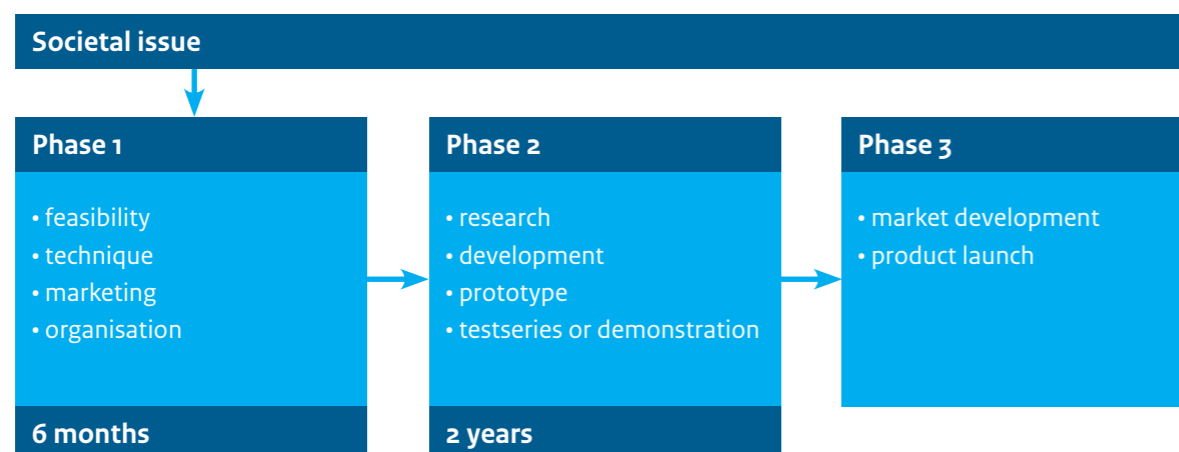 Societal issue
Phase 1
• feasibility
• technique
• marketing
• organisation
6 months
Phase 2
• research
• development
• prototype
• testseries or demonstration
2 years
Phase 3
• market development
• product launch